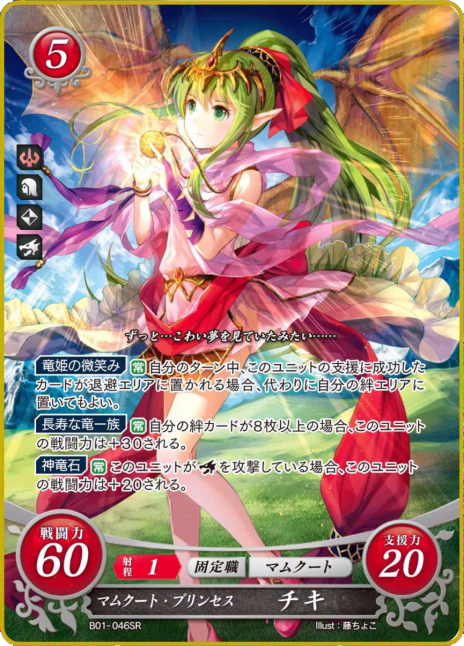 5
ずっと…こわい夢を見ていたみたい……
竜姫の微笑み 常 自分のターン中、このユニットの支援に成功した
カードが退避エリアに置かれる場合、代わりに自分の絆エリアに
置いてもよい。
長寿な竜一族 常 自分の絆カードが8枚以上の場合、このユニット
の戦闘力は+30される。
神竜石 常 このユニットが を攻撃している場合、このユニット
の戦闘力は+20される。
戦闘力
60
射程 1
固定職
マムクート
支援力
20
マムクート・プリンセス チキ
B01-046SR
Illust:藤ちょこ